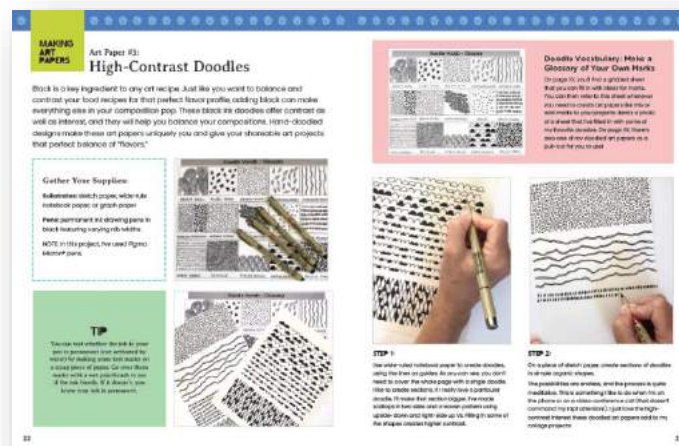 MAKING
ART
PAPERS
Art Paper #3:
High-Contrast Doodles
Black is a key ingredient to any art recipe. Just like you want to balance and
contrast your food recipes for that perfect flavor profile, adding black can make
everything else in your composition pop. These black ink doodles offer contrast as
well as interest, and they will help you balance your compositions. Hand-doodled
designs make these art papers uniquely you and give your shareable art projects
that perfect balance of "flavors."
Gather Your Supplies:
Substrates: sketch paper, wide-rule
notebook paper, or graph paper
Pens: permanent ink drawing pens in
black featuring varying nib widths
NOTE: In this project, I've used Pigma
Micron® pens.
TIP
You can test whether the ink in your
pen is permanent (not activated by
water) by making some test marks on
a scrap piece of paper. Go over those
marks with a wet paintbrush to see
if the ink bleeds. If it doesn't, you
know your ink is permanent.
22
Doodle Vocabulary: Make a
Glossary of Your Own Marks
you'll find a gridded sheet
that you can fill in with ideas for marks.
You can then refer to this sheet whenever
you need to create art papers like this or
add marks to your projects. Here's a photo
of a sheet that I've filled in with some of
my favorite doodles. there's
also one of my doodled art papers as a
pull-out for you to use!
STEP 1:
Use wide-ruled notebook paper to create doodles,
using the lines as guides. As you can see, you don't
need to cover the whole page with a single doodle.
I like to create sections. If I really love a particular
doodle, I'll make that section bigger. I've made
scallops in two sizes and a woven pattern using
upside-down and right-side up Vs. Filling in some of
the shapes creates higher contrast.
STEP 2:
On a piece of sketch paper, create sections of doodles
in simple organic shapes.
The possibilities are endless, and the process is quite
meditative. This is something I like to do when I'm on
the phone or on a video conference call (that doesn't
command my rapt attention). I just love the high-
contrast interest these doodled art papers add to my
collage projects.